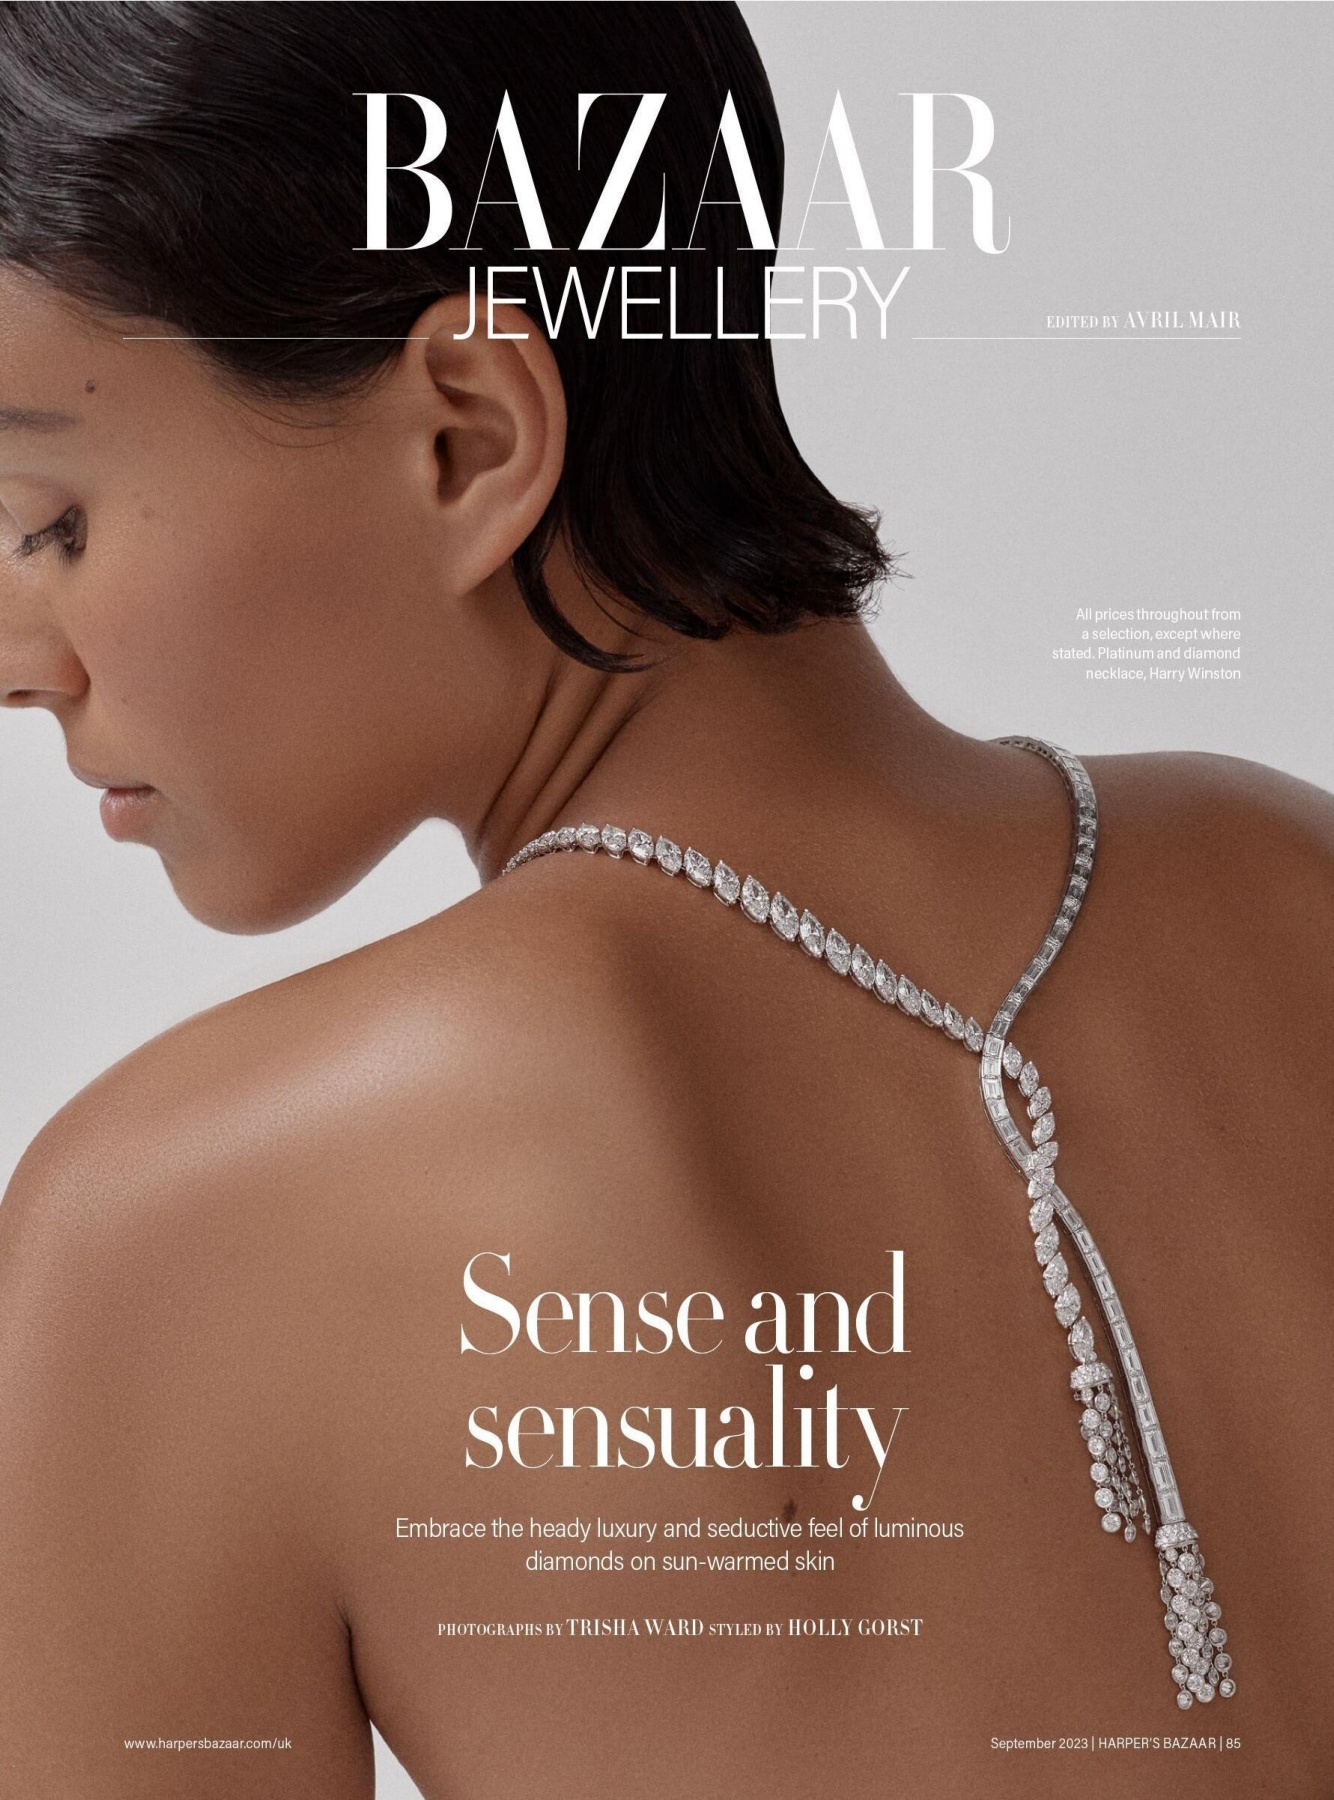 BAZAAR
JEWELLERY
EDITED BY AVRIL MAIR
All prices throughout from
a selection, except where
stated. Platinum and diamond
necklace, Harry Winston
Sense and
sensuality
Embrace the heady luxury and seductive feel of luminous
diamonds on sun-warmed skin
PHOTOGRAPHS BY TRISHA WARD STYLED BY HOLLY GORST
www.harpersbazaar.com/uk
September 2023 | HARPER'S BAZAAR | 85